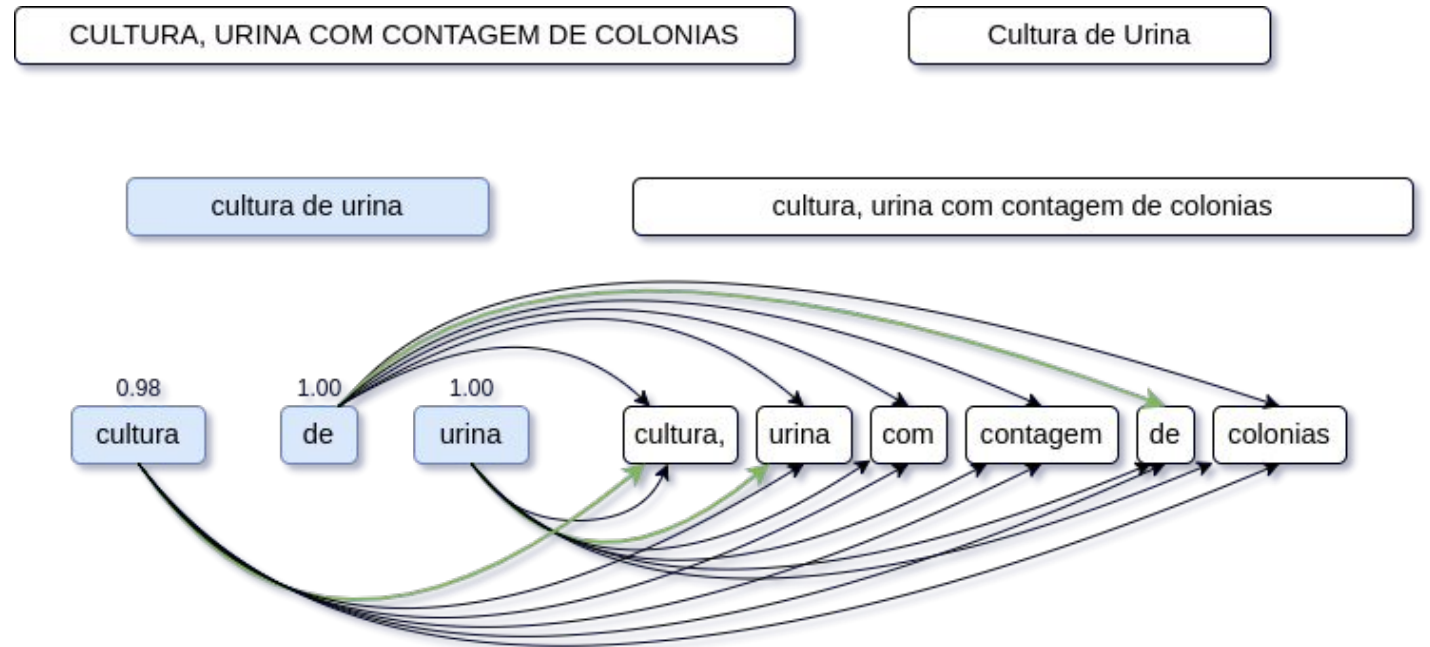 CULTURA, URINA COM CONTAGEM DE COLONIAS
Cultura de Urina
cultura de urina
cultura, urina com contagem de colonias
0.98 1.00 1.00
cultura de urina cultura, urina com contagem de colonias